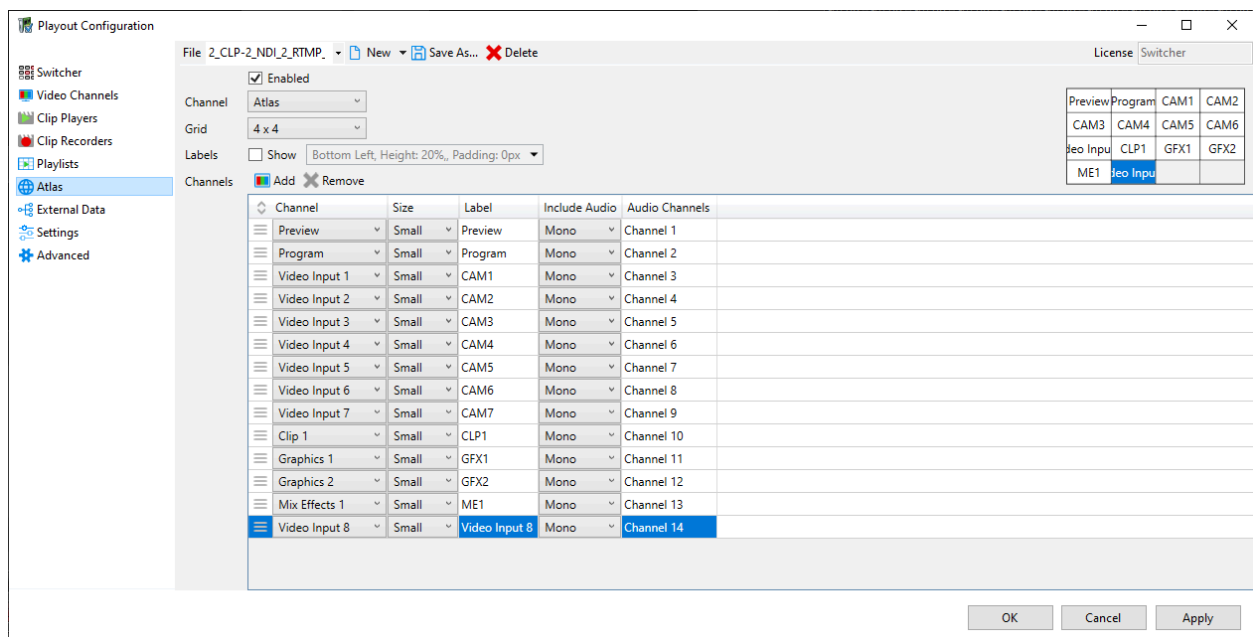 Playout Configuration
File 2_CLP-2_NDI_2_RTMP_ New Save As... Delete License Switcher
Switcher
Video Channels
Clip Players
Clip Recorders
Playlists
Atlas
External Data
Settings
Advanced
Enabled
Channel Atlas
Grid 4 x 4
Labels Show Bottom Left, Height: 20%,, Padding: 0px
Channels Add Remove
Preview Program CAM1 CAM2
CAM3 CAM4 CAM5 CAM6
deo Inpu CLP1 GFX1 GFX2
ME1 deo Inpu
Channel Size Label Include Audio Audio Channels
Preview Small Preview Mono Channel 1
Program Small Program Mono Channel 2
Video Input 1 Small CAM1 Mono Channel 3
Video Input 2 Small CAM2 Mono Channel 4
Video Input 3 Small CAM3 Mono Channel 5
Video Input 4 Small CAM4 Mono Channel 6
Video Input 5 Small CAM5 Mono Channel 7
Video Input 6 Small CAM6 Mono Channel 8
Video Input 7 Small CAM7 Mono Channel 9
Clip 1 Small CLP1 Mono Channel 10
Graphics 1 Small GFX1 Mono Channel 11
Graphics 2 Small GFX2 Mono Channel 12
Mix Effects 1 Small ME1 Mono Channel 13
Video Input 8 Small Video Input 8 Mono Channel 14
OK Cancel Apply